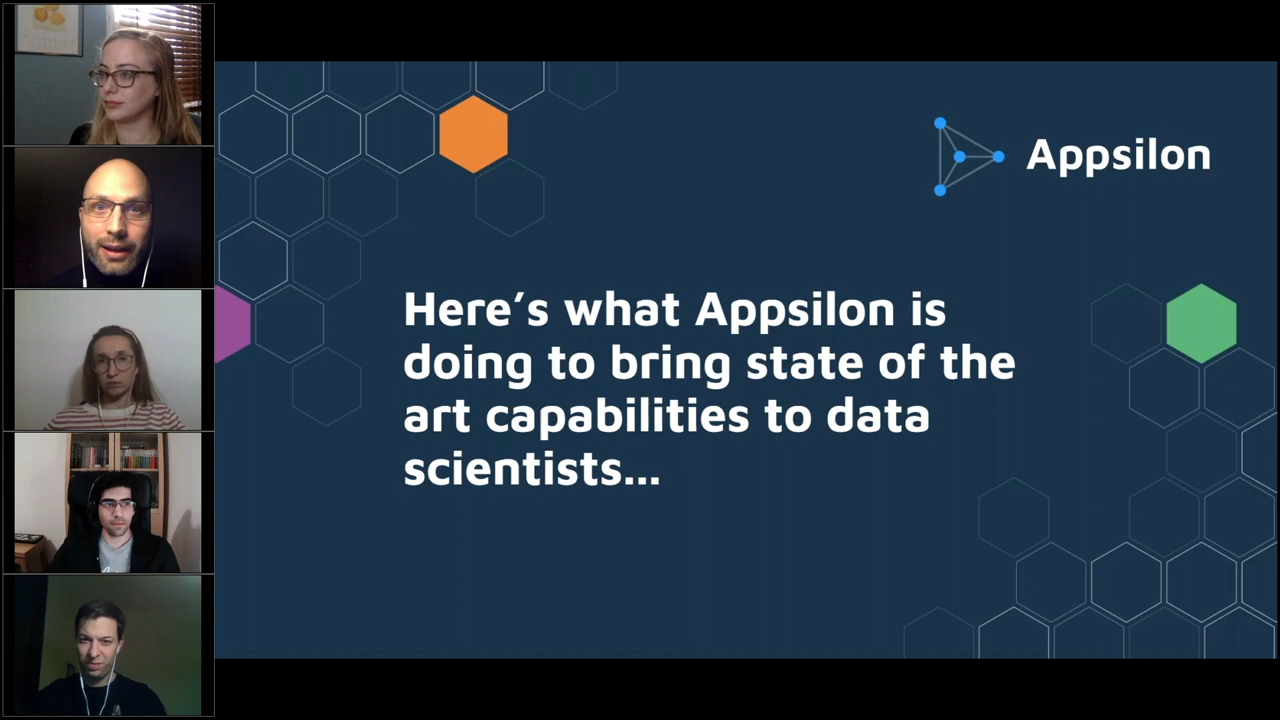 Appsilon
Here’s what Appsilon is
doing to bring state of the
art capabilities to data
scientists...